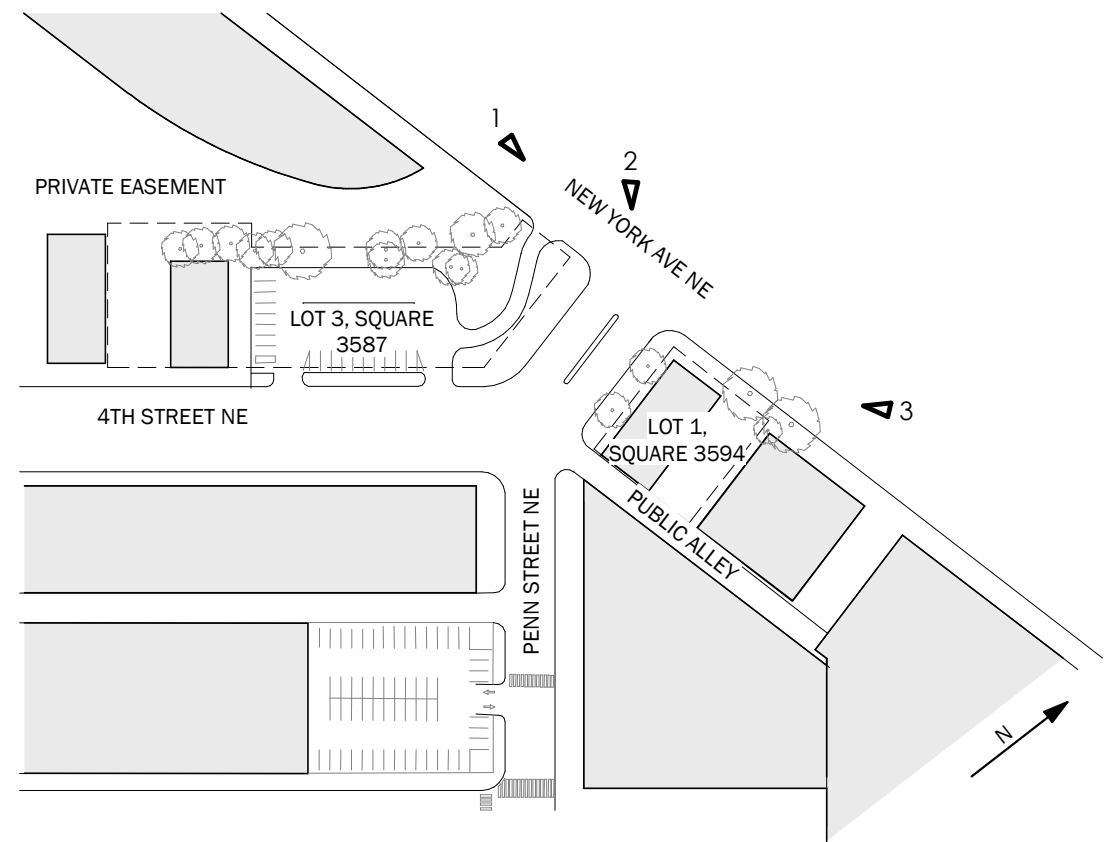 1
2
NEW YORK AVE NE
PRIVATE EASEMENT
LOT 3, SQUARE
3587
3
4TH STREET NE
LOT 1,
SQUARE 3594
PUBLIC ALLEY
PENN STREET NE
N